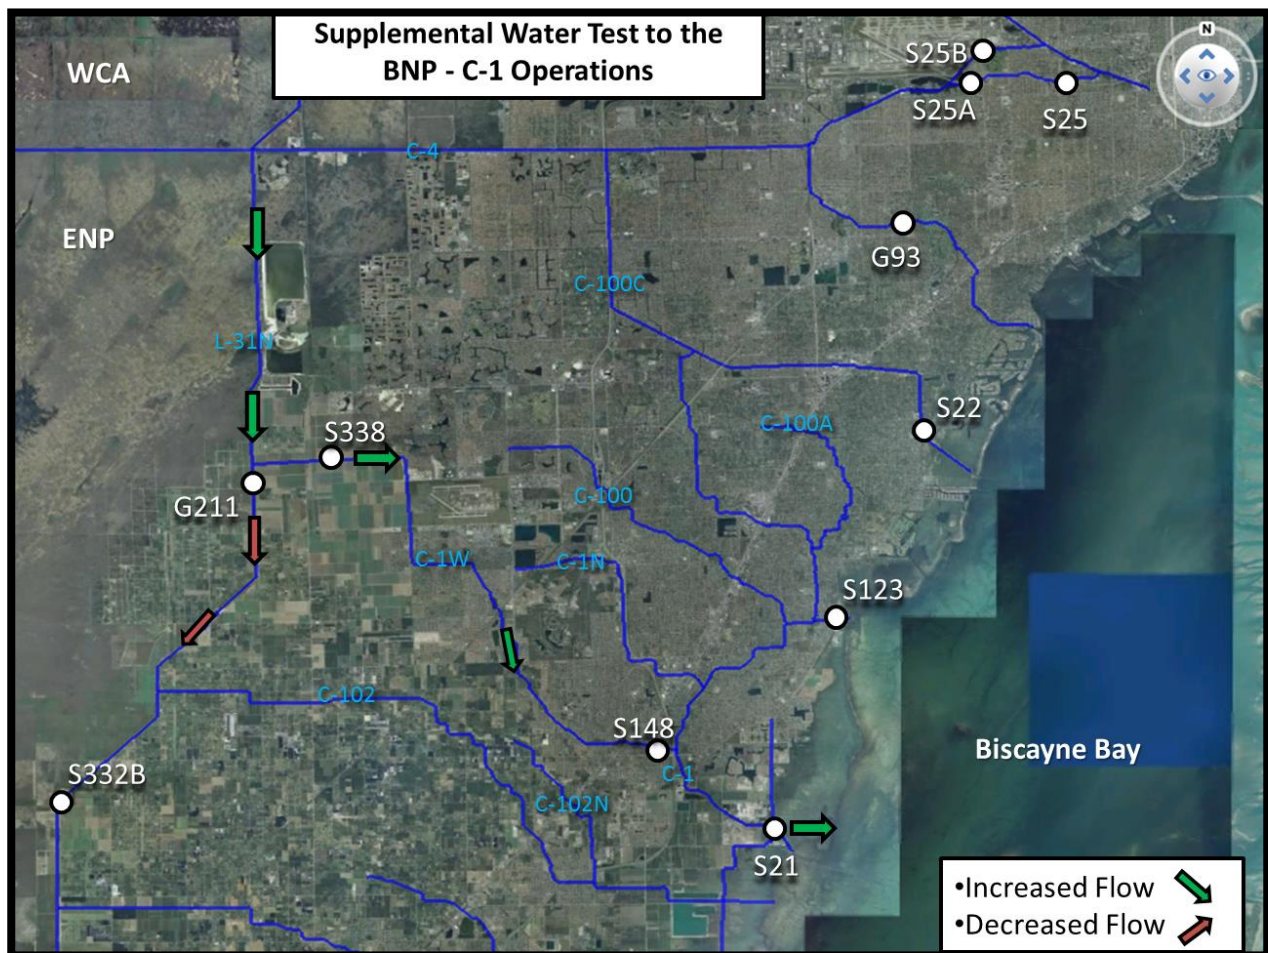 Supplemental Water Test to the
BNP - C-1 Operations
N
WCA
S25B
S25A
S25
C-4
ENP
G93
C-100C
L-31N
S22
C-100A
S338
C-100
G211
C-1W
C-1N
S123
C-102
S148
Biscayne Bay
C-1
S332B
C-102N
S21
•Increased Flow
•Decreased Flow